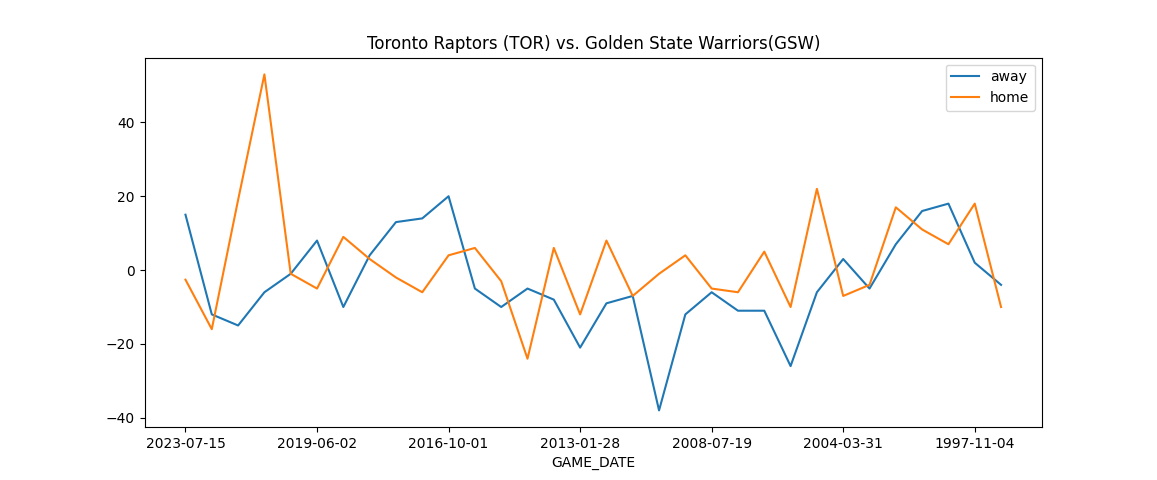 Toronto Raptors (TOR) vs. Golden State Warriors(GSW)
away
home
40
20
0
−20
−40
2023-07-15 2019-06-02 2016-10-01 2013-01-28 2008-07-19 2004-03-31 1997-11-04
GAME_DATE